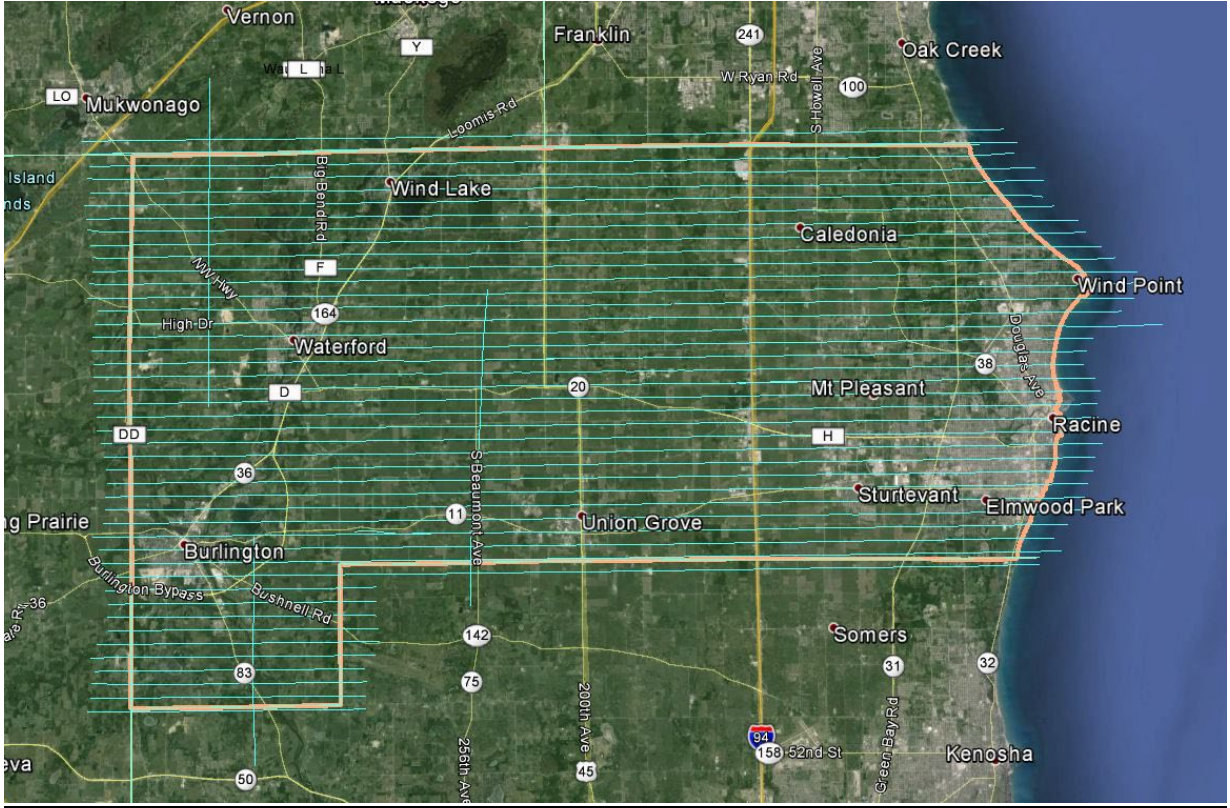 Vernon
Y
Franklin
241
Oak Creek
L
W Ryan Rd
S Howell Ave
100
LO
Mukwonago
Loomis Rd
Island
nds
Big Bend Rd
Wind Lake
Caledonia
NW Hwy
F
Wind Point
164
High Dr
Waterford
Douglas Ave
38
D
20
Mt Pleasant
DD
H
Racine
36
S Beaumont Ave
Sturtevant
Elmwood Park
11
ng Prairie
Union Grove
Burlington
Burlington Bypass
Bushnell Rd
36
142
Somers
83
75
31
32
200th Ave
Green Bay Rd
94
158
52nd St
Kenosha
eva
50
256th Ave
45